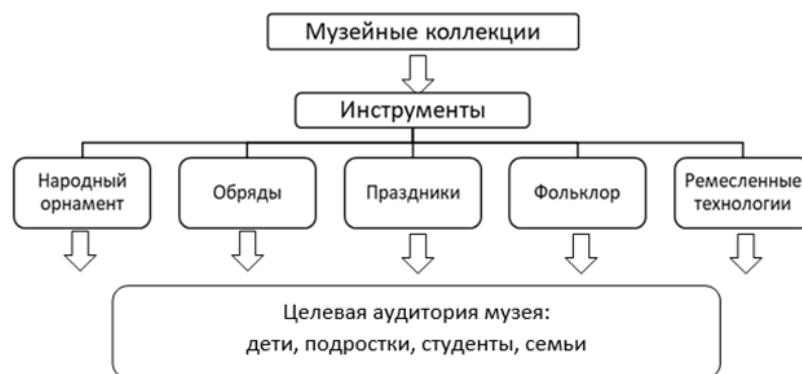 Музейные коллекции
Инструменты
Народный
орнамент
Обряды
Праздники
Фольклор
Ремесленные
технологии
Целевая аудитория музея:
дети, подростки, студенты, семьи